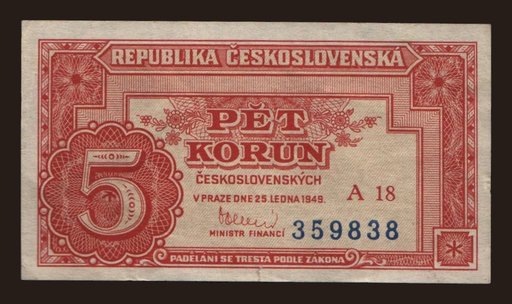 REPUBLIKA ČESKOSLOVENSKÁ
PĚT
KORUN
ČESKOSLOVENSKÝCH
V PRAZE DNE 25. LEDNA 1949.
A 18
5
MINISTR FINANCÍ
359838
PADĚLÁNÍ SE TRESTÁ PODLE ZÁKONA